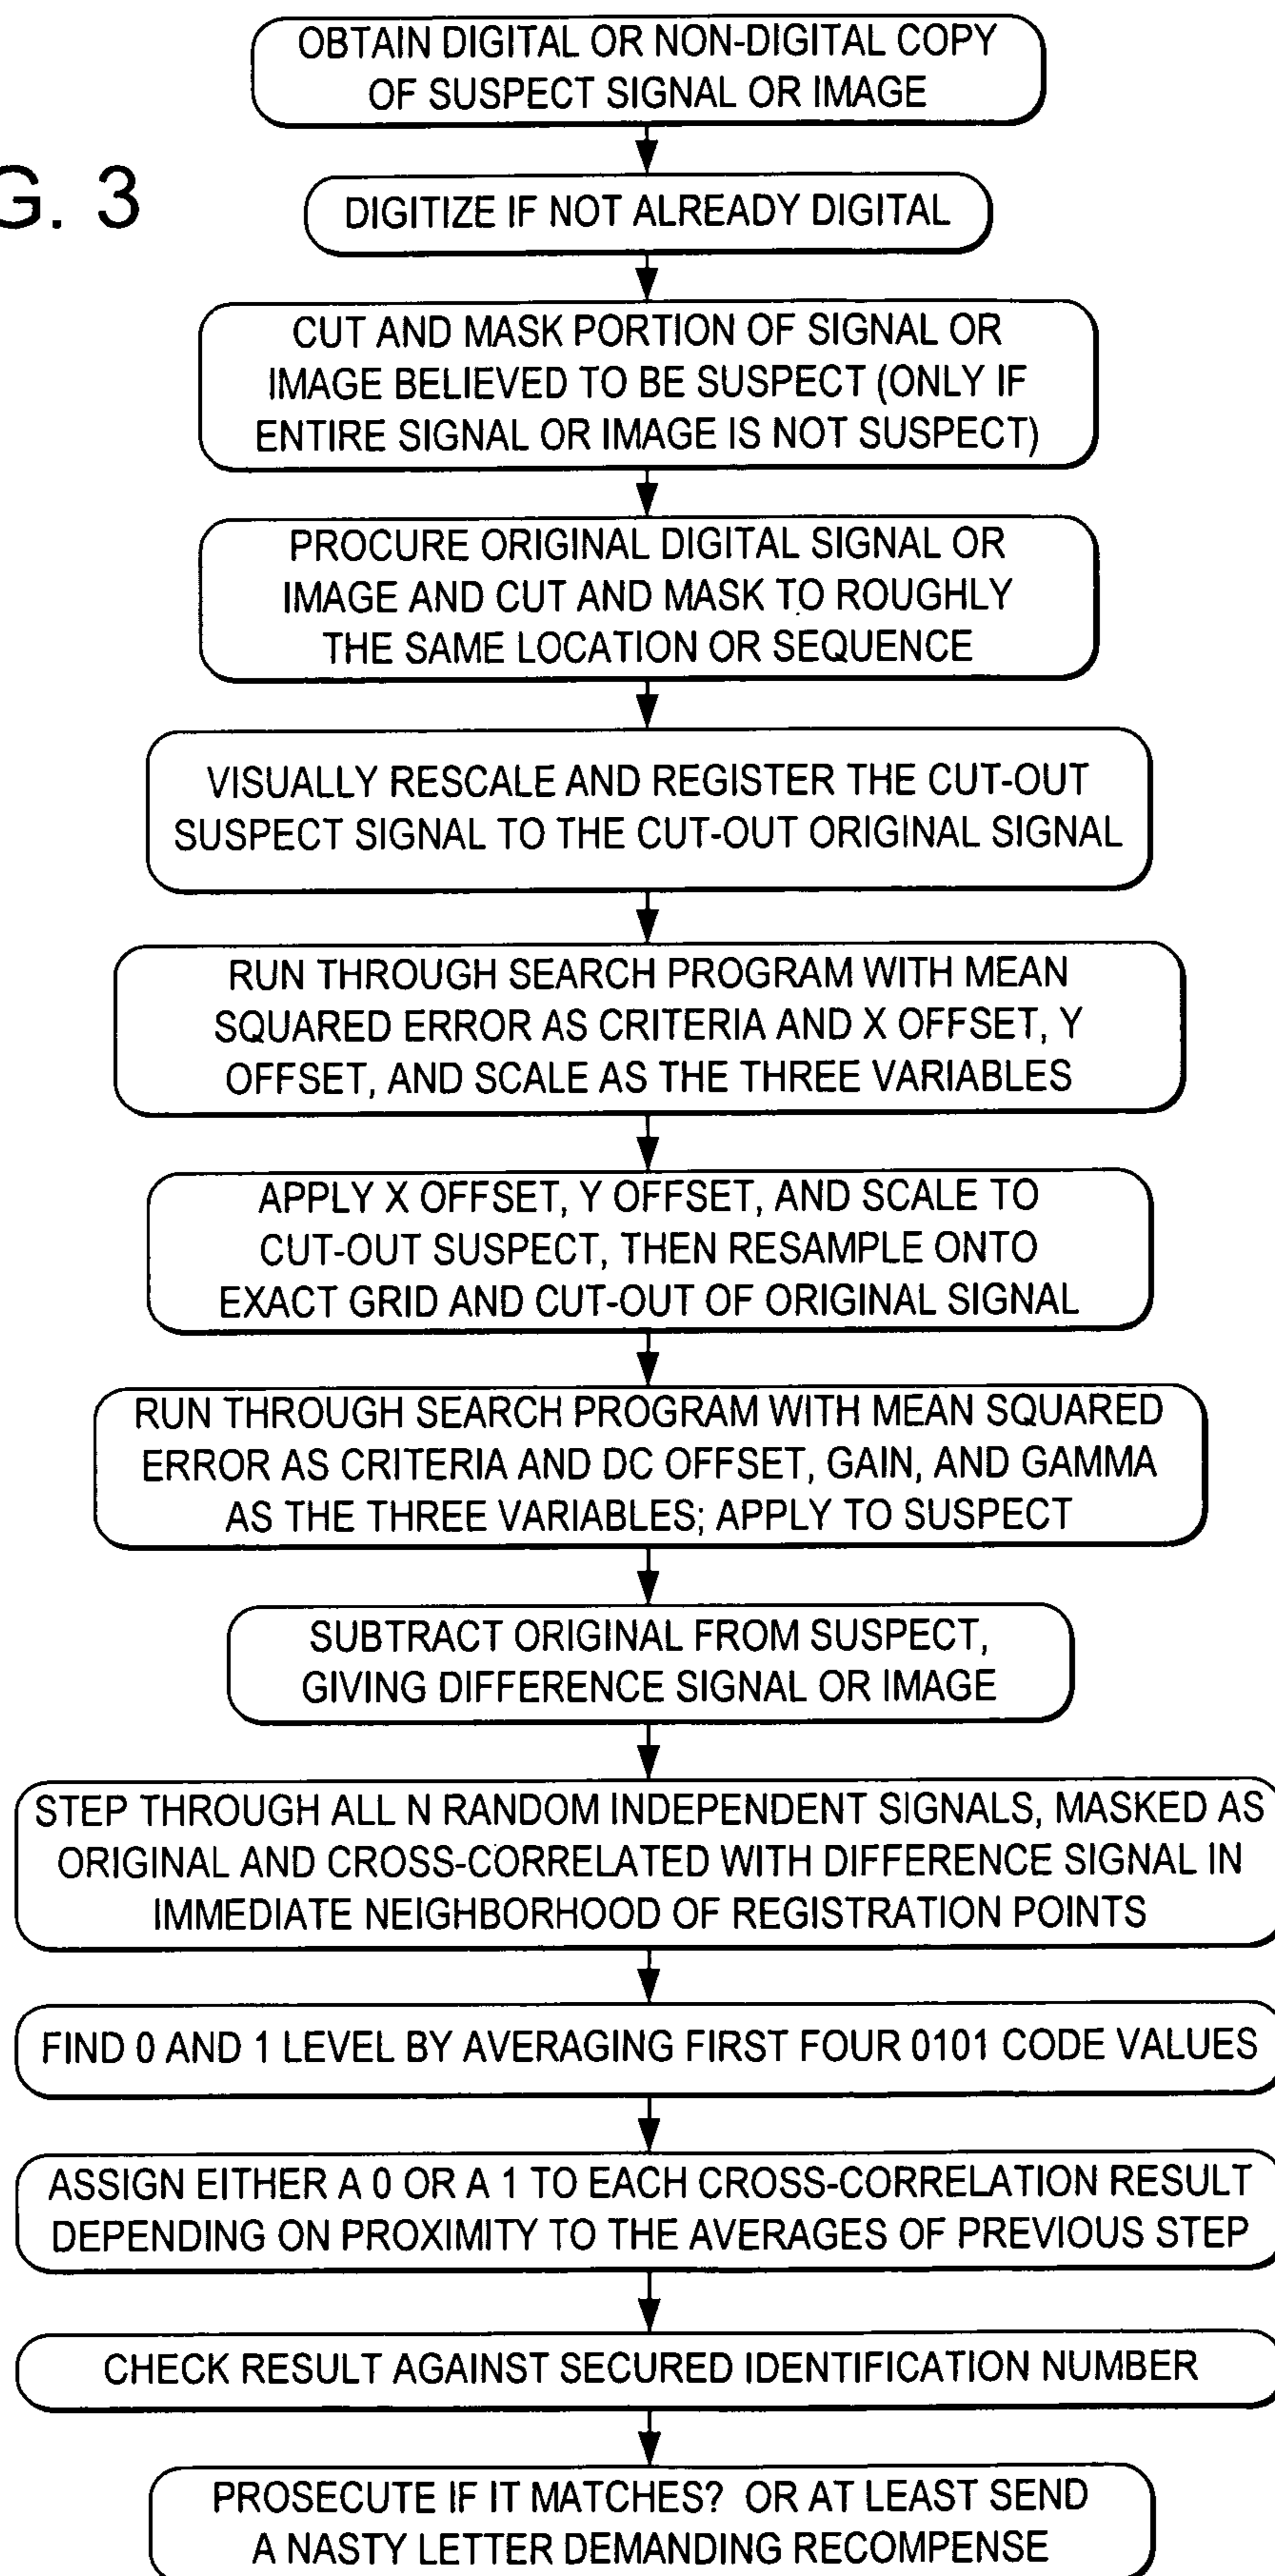 OBTAIN DIGITAL OR NON-DIGITAL COPY
OF SUSPECT SIGNAL OR IMAGE
G. 3
DIGITIZE IF NOT ALREADY DIGITAL
CUT AND MASK PORTION OF SIGNAL OR
IMAGE BELIEVED TO BE SUSPECT (ONLY IF
ENTIRE SIGNAL OR IMAGE IS NOT SUSPECT)
PROCURE ORIGINAL DIGITAL SIGNAL OR
IMAGE AND CUT AND MASK TO ROUGHLY
THE SAME LOCATION OR SEQUENCE
VISUALLY RESCALE AND REGISTER THE CUT-OUT
SUSPECT SIGNAL TO THE CUT-OUT ORIGINAL SIGNAL
RUN THROUGH SEARCH PROGRAM WITH MEAN
SQUARED ERROR AS CRITERIA AND X OFFSET, Y
OFFSET, AND SCALE AS THE THREE VARIABLES
APPLY X OFFSET, Y OFFSET, AND SCALE TO
CUT-OUT SUSPECT, THEN RESAMPLE ONTO
EXACT GRID AND CUT-OUT OF ORIGINAL SIGNAL
RUN THROUGH SEARCH PROGRAM WITH MEAN SQUARED
ERROR AS CRITERIA AND DC OFFSET, GAIN, AND GAMMA
AS THE THREE VARIABLES; APPLY TO SUSPECT
SUBTRACT ORIGINAL FROM SUSPECT,
GIVING DIFFERENCE SIGNAL OR IMAGE
STEP THROUGH ALL N RANDOM INDEPENDENT SIGNALS, MASKED AS
ORIGINAL AND CROSS-CORRELATED WITH DIFFERENCE SIGNAL IN
IMMEDIATE NEIGHBORHOOD OF REGISTRATION POINTS
FIND 0 AND 1 LEVEL BY AVERAGING FIRST FOUR 0101 CODE VALUES
ASSIGN EITHER A 0 OR A 1 TO EACH CROSS-CORRELATION RESULT
DEPENDING ON PROXIMITY TO THE AVERAGES OF PREVIOUS STEP
CHECK RESULT AGAINST SECURED IDENTIFICATION NUMBER
PROSECUTE IF IT MATCHES? OR AT LEAST SEND
A NASTY LETTER DEMANDING RECOMPENSE